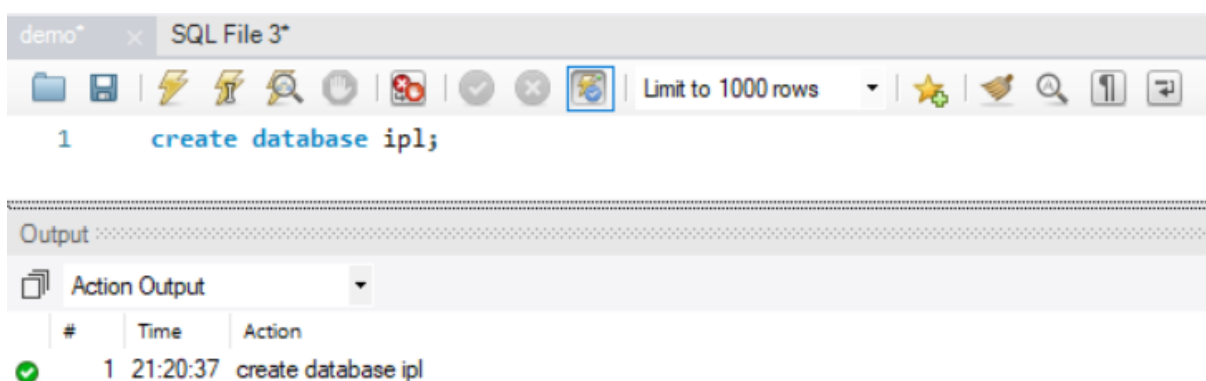 demo* × SQL File 3*
Limit to 1000 rows
1 create database ipl;
Output
Action Output
# Time Action
1 21:20:37 create database ipl